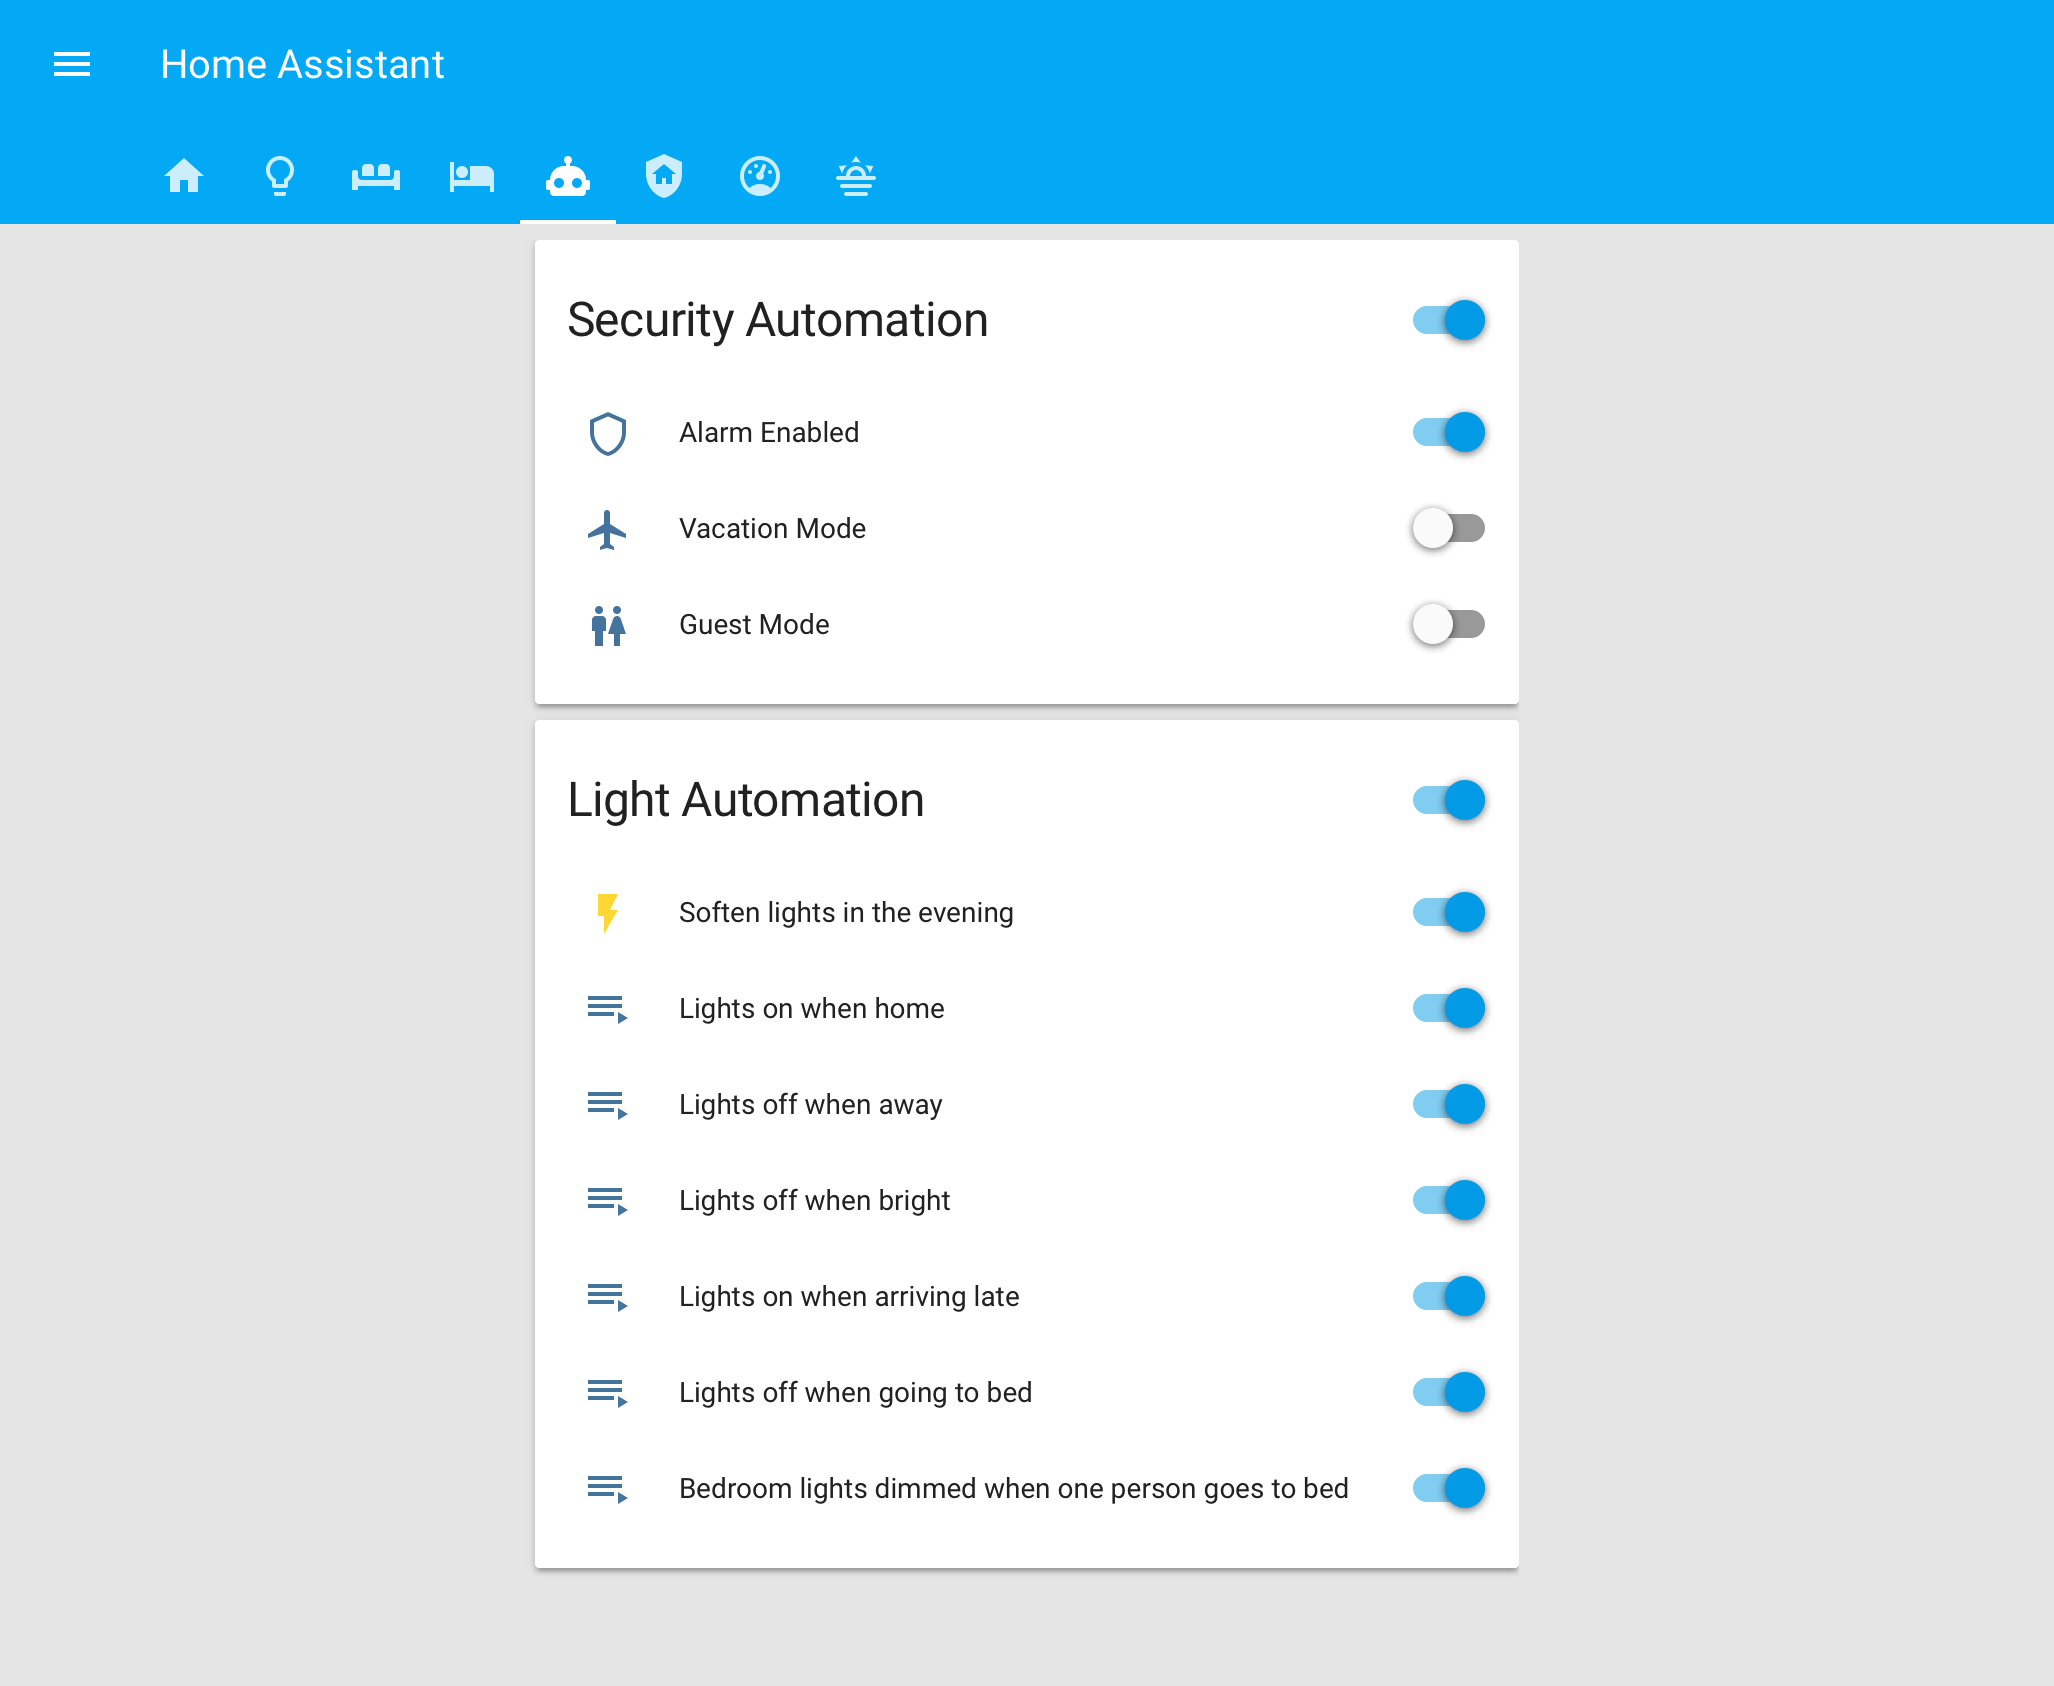 Home Assistant
Security Automation
Alarm Enabled
Vacation Mode
Guest Mode
Light Automation
Soften lights in the evening
Lights on when home
Lights off when away
Lights off when bright
Lights on when arriving late
Lights off when going to bed
Bedroom lights dimmed when one person goes to bed